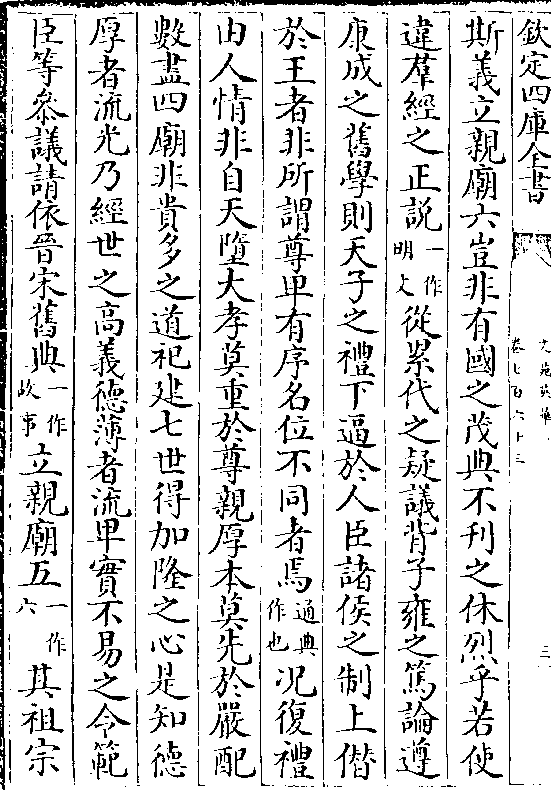 欽定四庫全書
文苑英華
卷七百六十三
三
斯義立親廟六豈非有國之茂典不刊之休烈乎若使
違羣經之正說一作明文從累代之疑議背子雍之篤論遵
康成之舊學則天子之禮下逼於人臣諸侯之制上僭
於王者非所謂尊卑有序名位不同者焉通典作也況復禮
由人情非自天墮大孝莫重於尊親厚本莫先於嚴配
數盡四廟非貴多之道祀建七世得加隆之心是知德
厚者流光乃經世之高義德薄者流卑實不易之令範
臣等參議請依晉宋舊典一作故事立親廟五一作六其祖宗